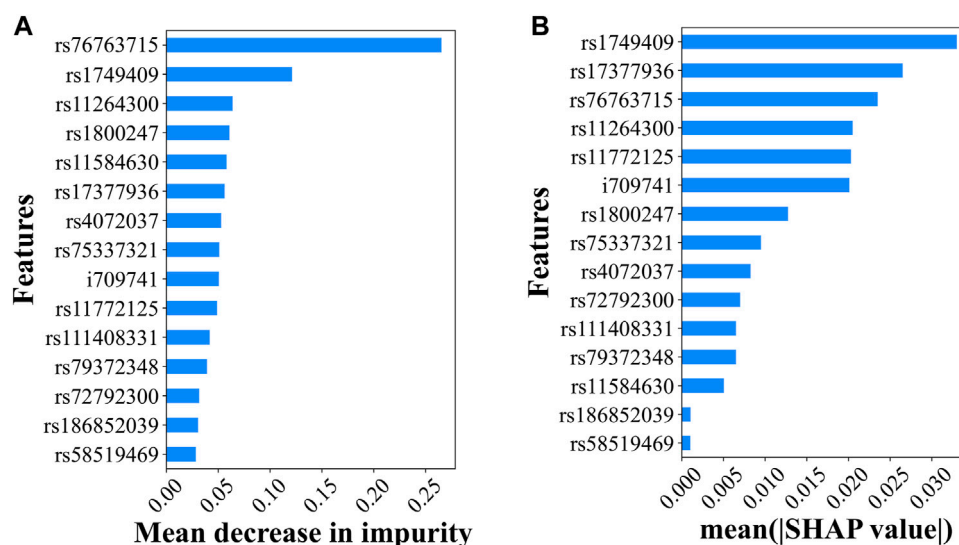 A
Features
rs76763715
rs1749409
rs11264300
rs1800247
rs11584630
rs17377936
rs4072037
rs75337321
i709741
rs11772125
rs111408331
rs79372348
rs72792300
rs186852039
rs58519469
0.00 0.05 0.10 0.15 0.20 0.25
Mean decrease in impurity
B
Features
rs1749409
rs17377936
rs76763715
rs11264300
rs11772125
i709741
rs1800247
rs75337321
rs4072037
rs72792300
rs111408331
rs79372348
rs11584630
rs186852039
rs58519469
0.000 0.005 0.010 0.015 0.020 0.025 0.030
mean(|SHAP value|)